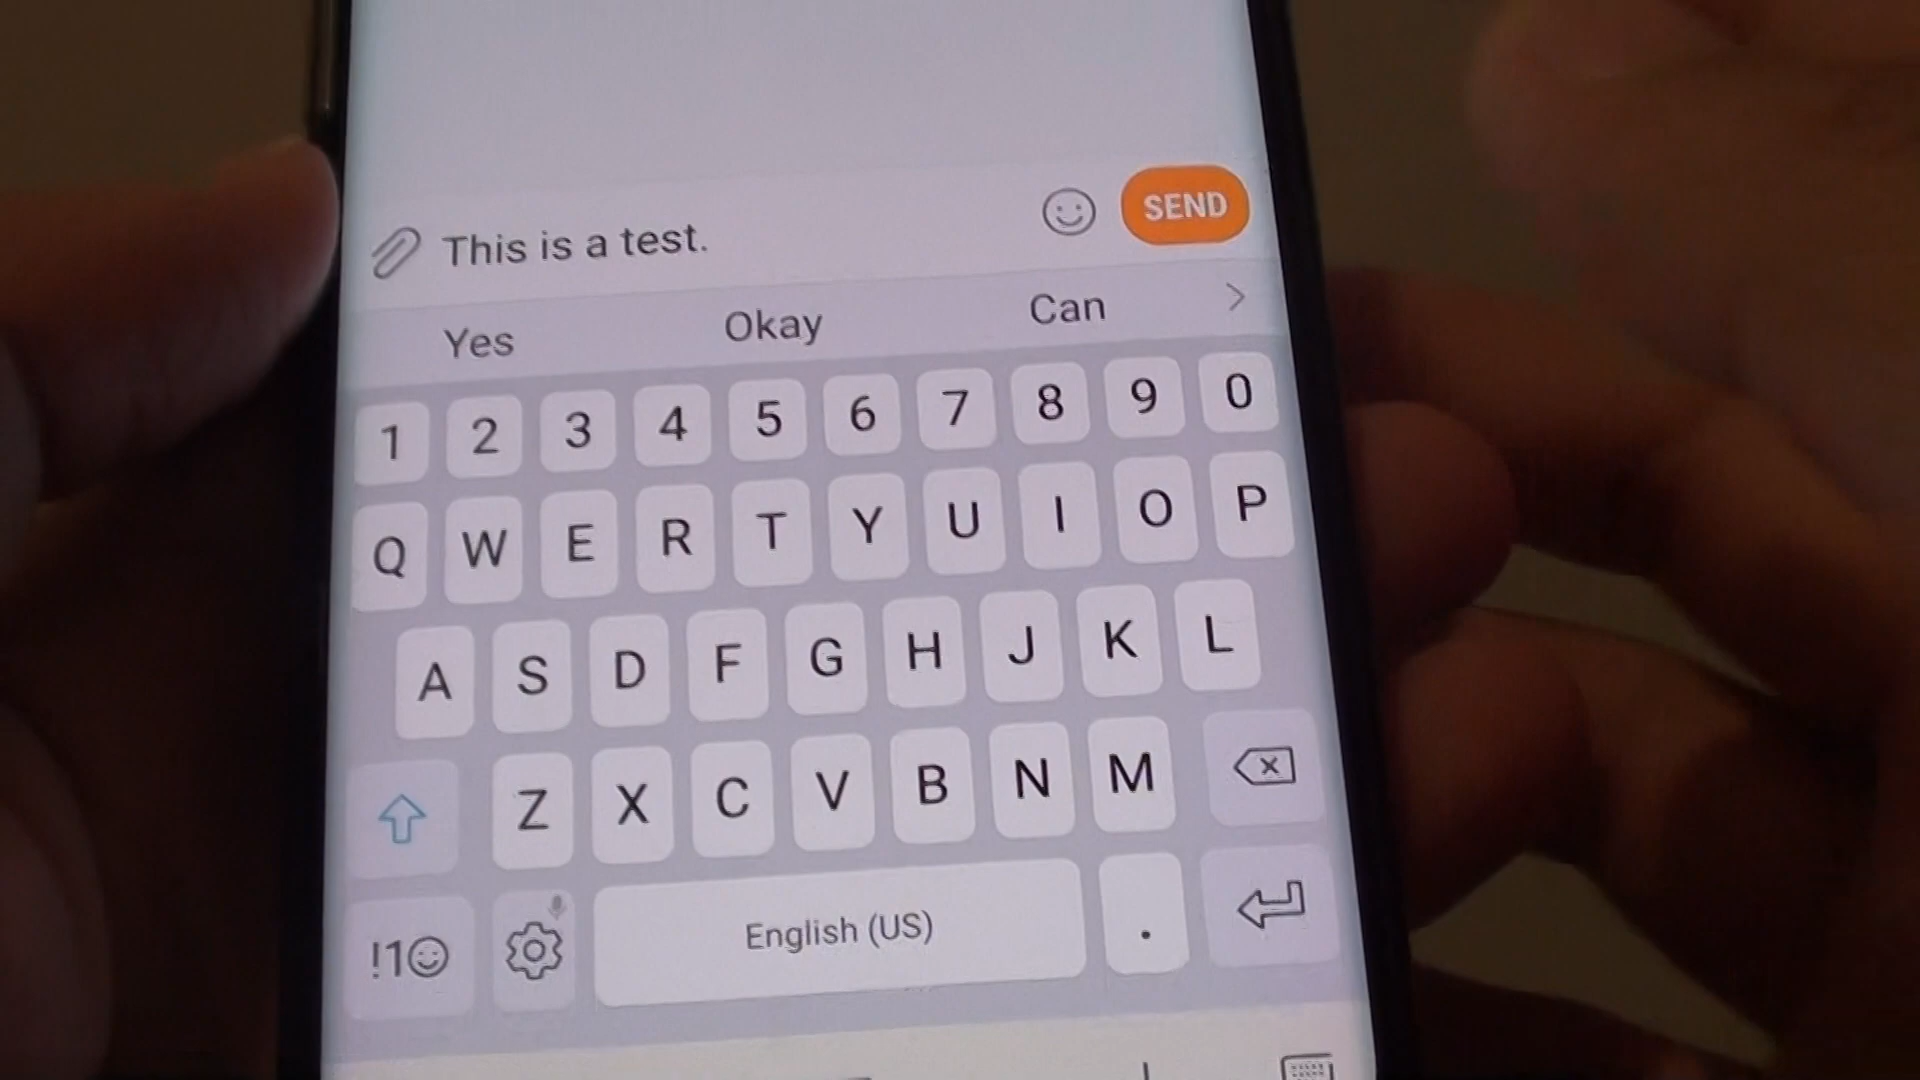 This is a test.
SEND
Yes Okay Can
1 2 3 4 5 6 7 8 9 0
Q W E R T Y U I O P
A S D F G H J K L
Z X C V B N M
!1☺ English (US) .